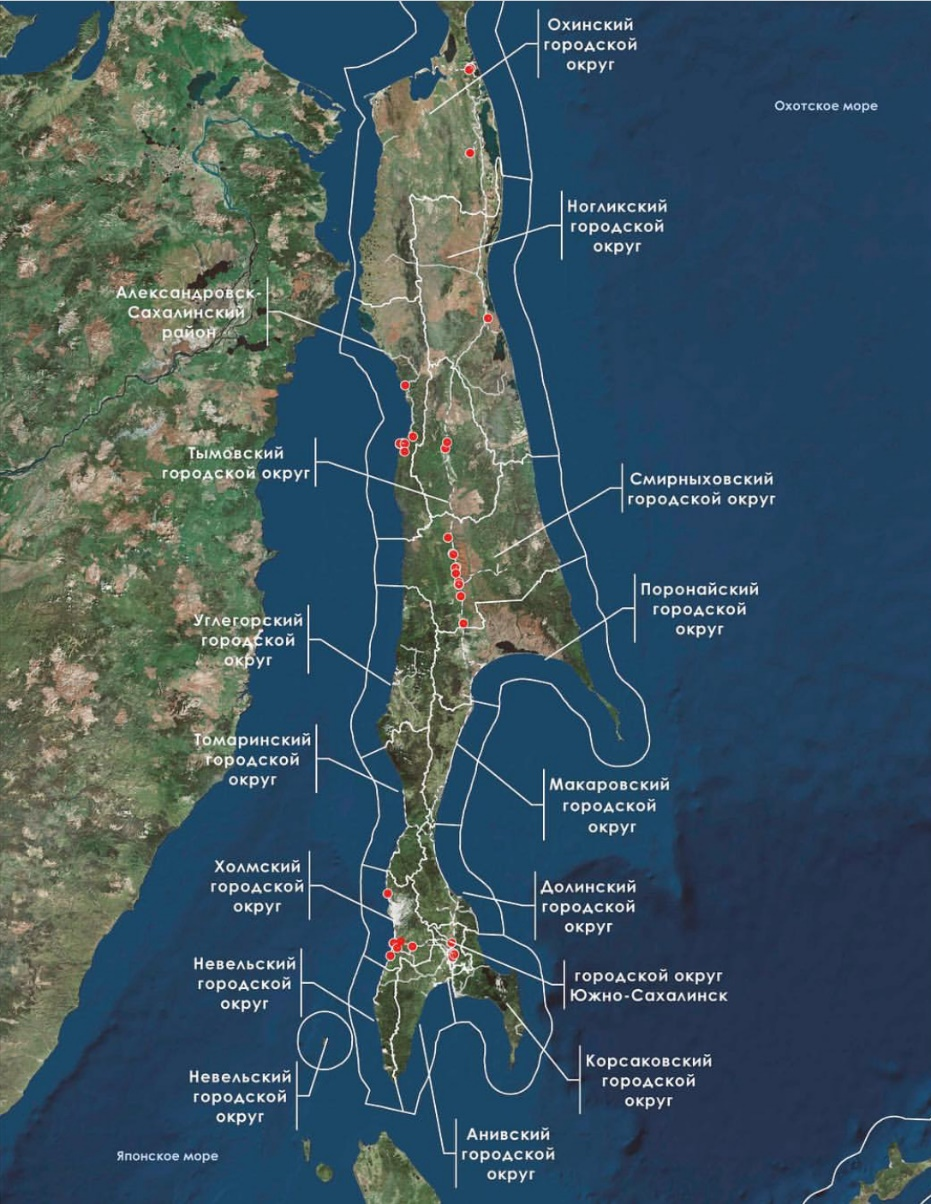 Охинский
городской
округ
Охотское море
Ногликский
городской
округ
Александровск-
Сахалинский
район
Тымовский
городской округ
Смирныховский
городской округ
Поронайский
городской
округ
Углегорский
городской
округ
Томаринский
городской
округ
Макаровский
городской
округ
Холмский
городской
округ
Долинский
городской
округ
Невельский
городской
округ
городской округ
Южно-Сахалинск
Невельский
городской
округ
Корсаковский
городской
округ
Анивский
городской
округ
Японское море